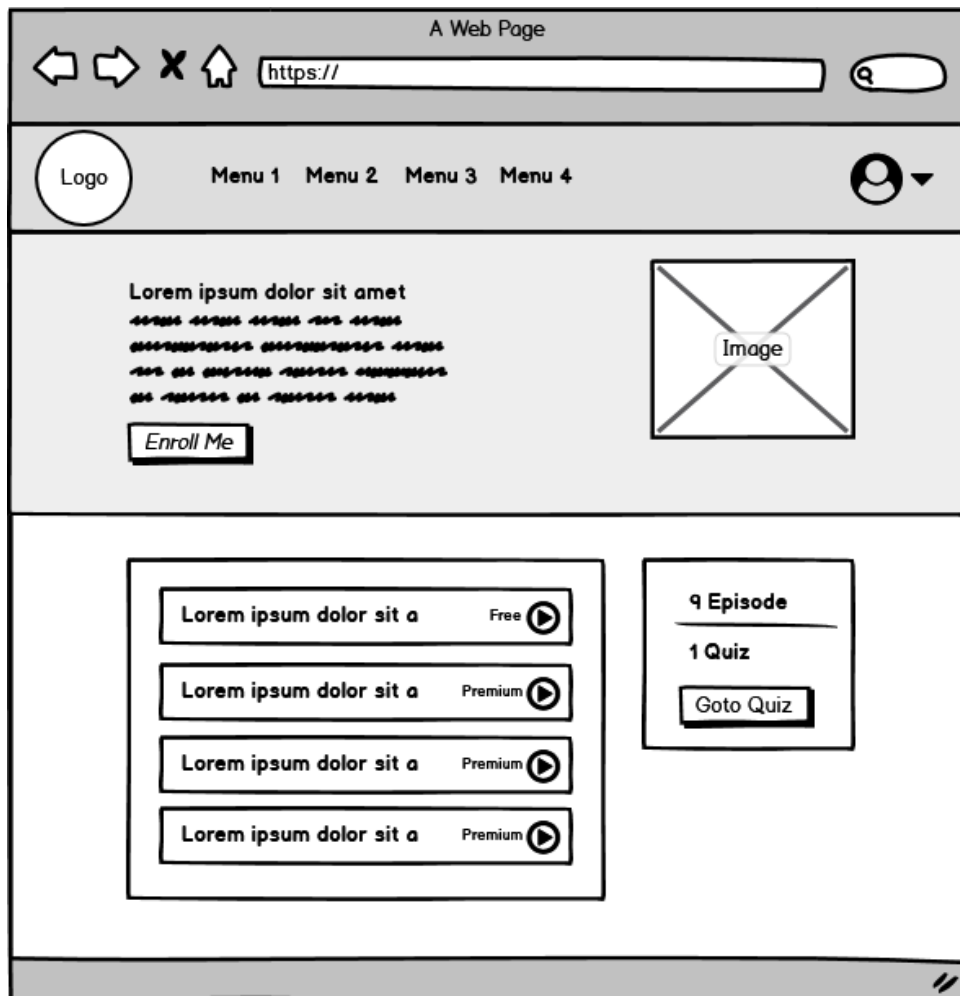 A Web Page
https://
Logo
Menu 1 Menu 2 Menu 3 Menu 4
Lorem ipsum dolor sit amet
Image
Enroll Me
Lorem ipsum dolor sit a Free
9 Episode
1 Quiz
Lorem ipsum dolor sit a Premium
Goto Quiz
Lorem ipsum dolor sit a Premium
Lorem ipsum dolor sit a Premium